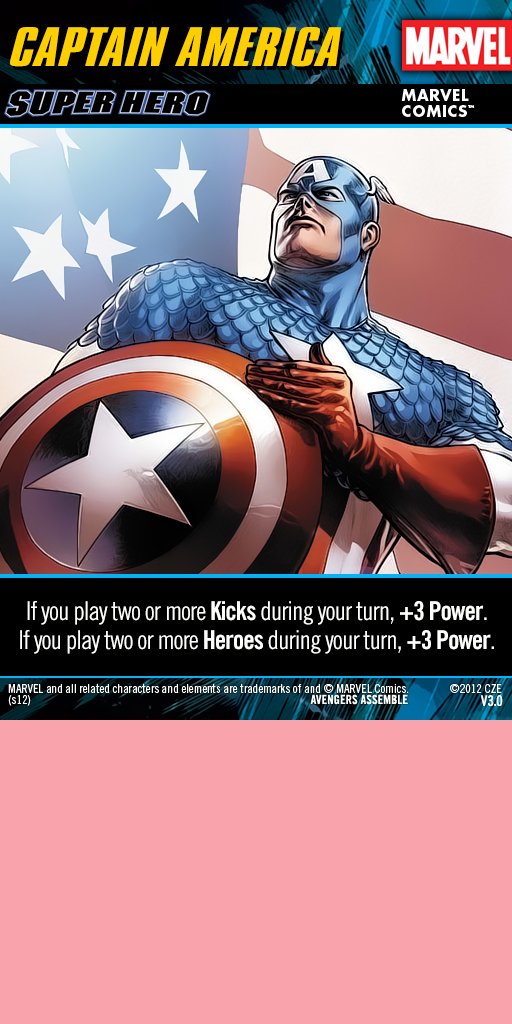 CAPTAIN AMERICA
MARVEL
SUPER HERO
MARVEL
COMICS™
A
If you play two or more Kicks during your turn, +3 Power.
If you play two or more Heroes during your turn, +3 Power.
MARVEL and all related characters and elements are trademarks of and © MARVEL Comics.
(s12)
AVENGERS ASSEMBLE
©2012 CZE
V3.0